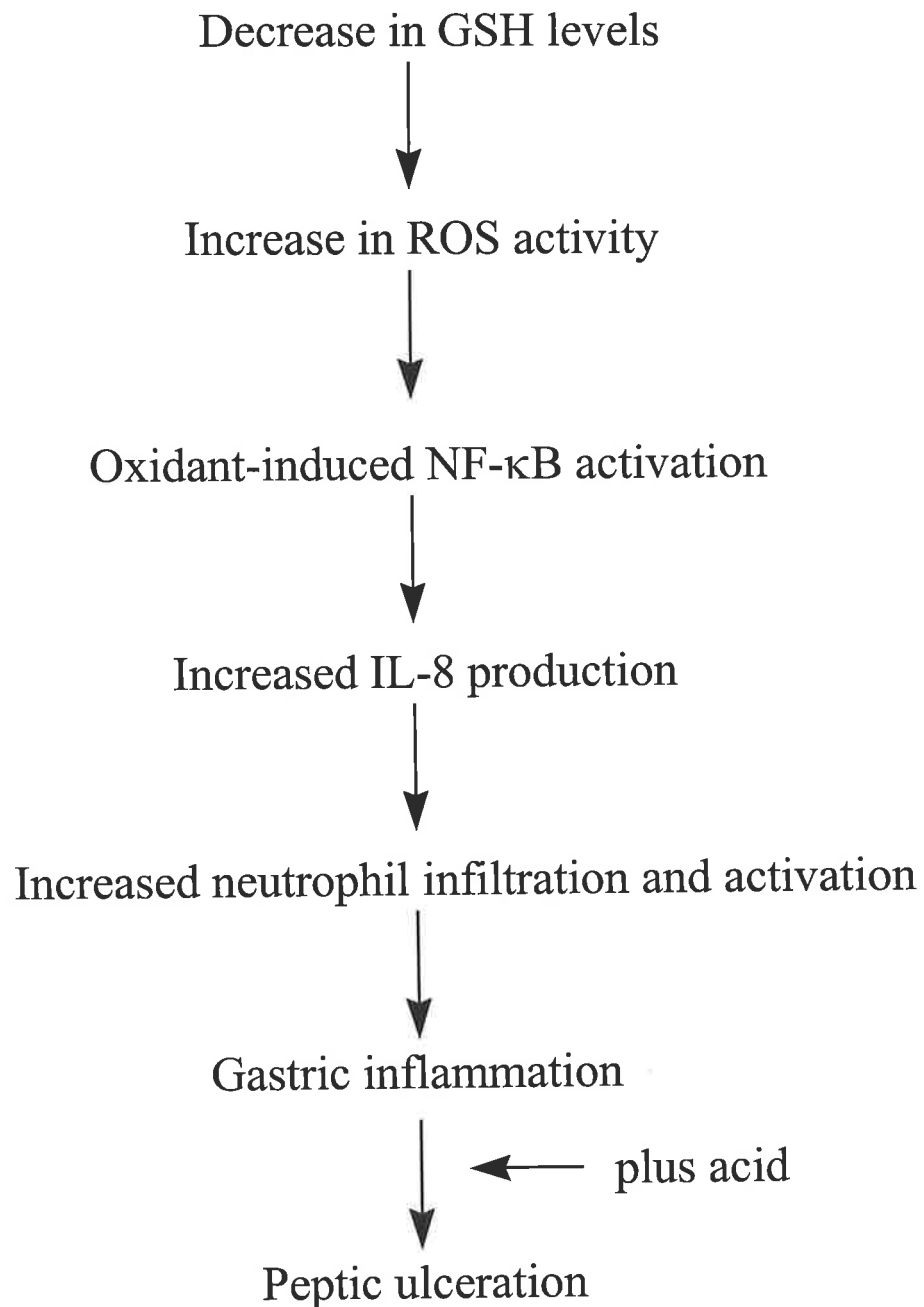 Decrease in GSH levels
Increase in ROS activity
Oxidant-induced NF-κB activation
Increased IL-8 production
Increased neutrophil infiltration and activation
Gastric inflammation
plus acid
Peptic ulceration